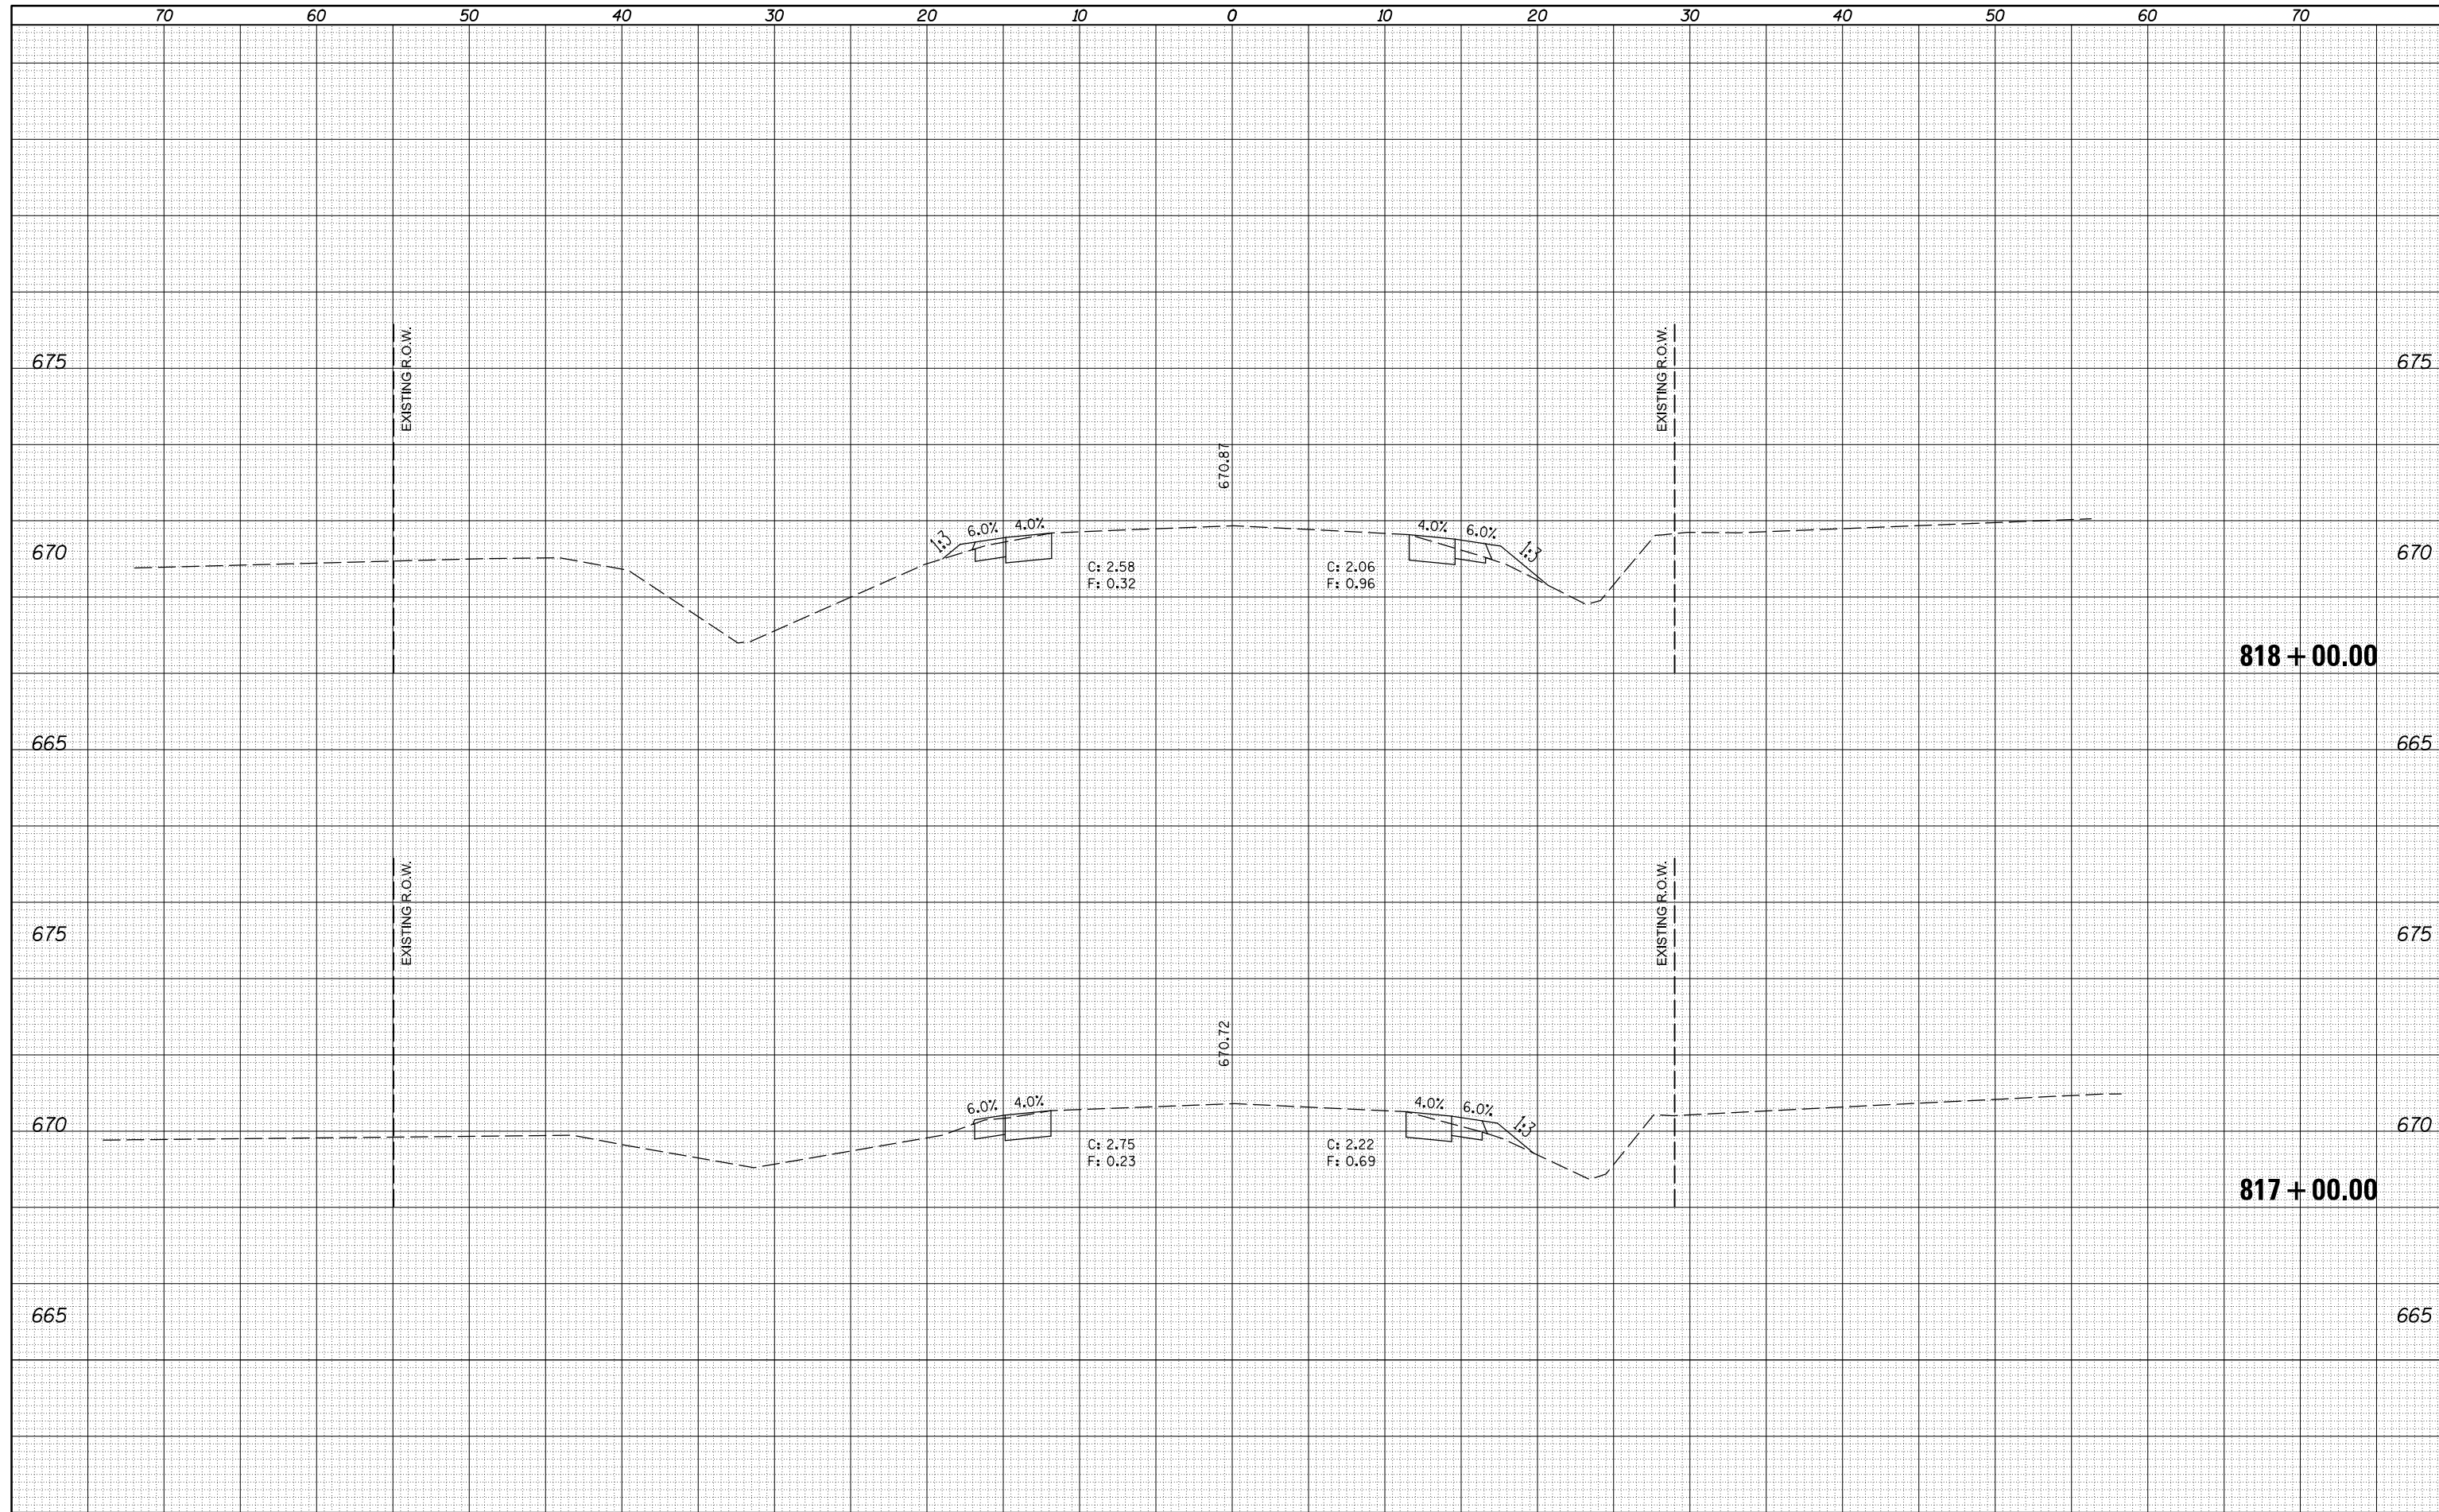 70 60 50 40 30 20 10 0 10 20 30 40 50 60 70
EXISTING R.O.W.
EXISTING R.O.W.
675 675
670.87
1:3 6.0% 4.0% 4.0% 6.0% 1:3
670 670
C: 2.58 C: 2.06
F: 0.32 F: 0.96
818+00.00
665 665
EXISTING R.O.W.
EXISTING R.O.W.
675 675
670.72
6.0% 4.0% 4.0% 6.0% 1:3
670 670
C: 2.75 C: 2.22
F: 0.23 F: 0.69
817+00.00
665 665